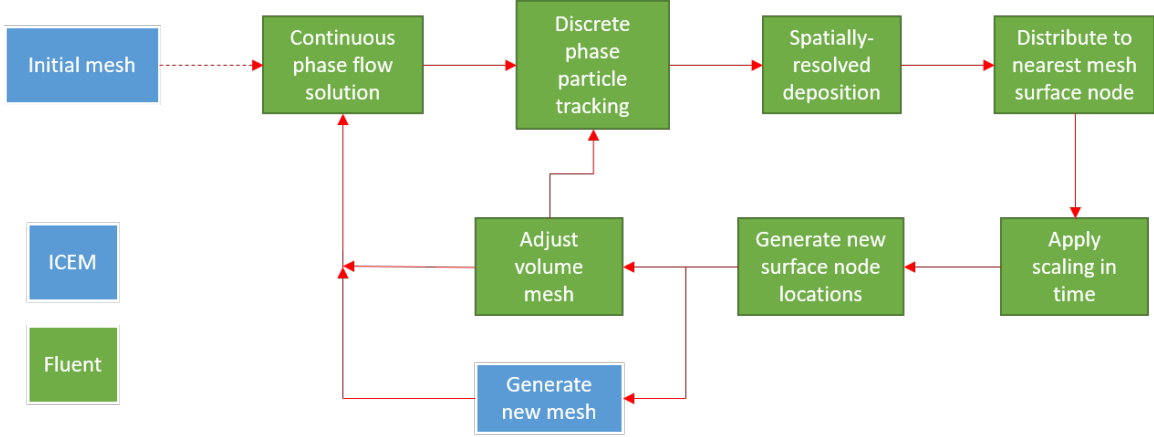 Initial mesh
Continuous
phase flow
solution
Discrete
phase
particle
tracking
Spatially-
resolved
deposition
Distribute to
nearest mesh
surface node
ICEM
Adjust
volume
mesh
Generate new
surface node
locations
Apply
scaling in
time
Fluent
Generate
new mesh